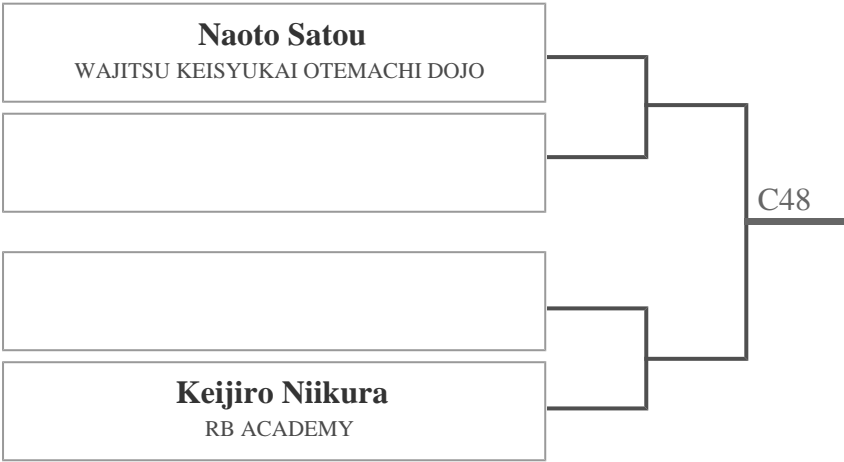 Naoto Satou
WAJITSU KEISYUKAI OTEMACHI DOJO
C48
Keijiro Niikura
RB ACADEMY